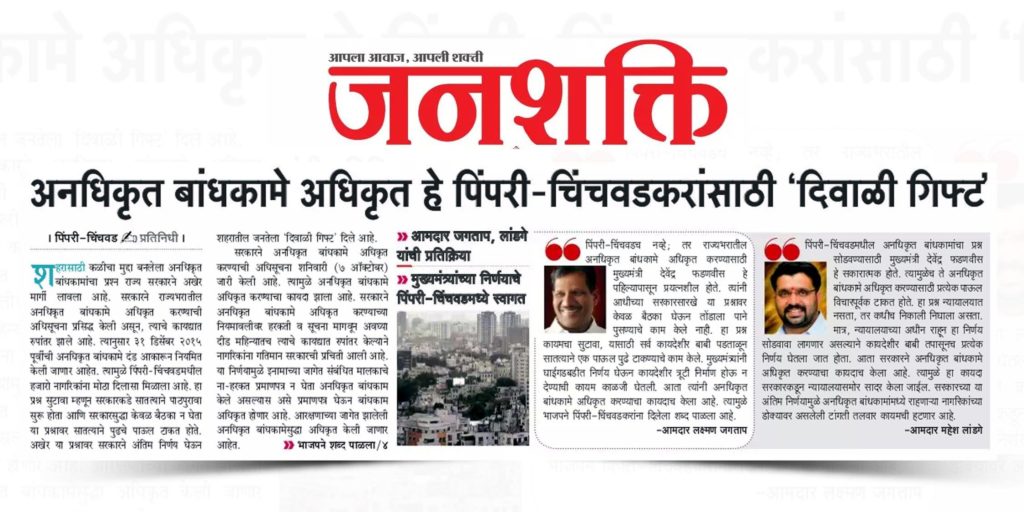 आपला आवाज, आपली शक्ती
जनशक्ति
अनधिकृत बांधकामे अधिकृत हे पिंपरी-चिंचवडकरांसाठी ‘दिवाळी गिफ्ट’
। पिंपरी-चिंचवड ✍ प्रतिनिधी ।
शहरासाठी कळीचा मुद्दा बनलेला अनधिकृत
बांधकामांचा प्रश्न राज्य सरकारने अखेर
मार्गी लावला आहे. सरकारने राज्यभरातील
अनधिकृत बांधकामे अधिकृत करण्याची
अधिसूचना प्रसिद्ध केली असून, त्याचे कायद्यात
रुपांतर झाले आहे. त्यानुसार ३१ डिसेंबर २०१५
पूर्वीची अनधिकृत बांधकामे दंड आकारून नियमित
केली जाणार आहेत. त्यामुळे पिंपरी-चिंचवडमधील
हजारो नागरिकांना मोठा दिलासा मिळाला आहे. हा
प्रश्न सुटावा म्हणून सरकारकडे सातत्याने पाठपुरावा
सुरू होता आणि सरकारसुद्धा केवळ बैठका न घेता
या प्रश्नावर सातत्याने पुढचे पाऊल टाकत होते.
अखेर या प्रश्नावर सरकारने अंतिम निर्णय घेऊन
शहरातील जनतेला ‘दिवाळी गिफ्ट’ दिले आहे.
सरकारने अनधिकृत बांधकामे अधिकृत
करण्याची अधिसूचना शनिवारी (७ ऑक्टोबर)
जारी केली आहे. त्यामुळे अनधिकृत बांधकामे
अधिकृत करण्याचा कायदा झाला आहे. सरकारने
अनधिकृत बांधकामे अधिकृत करण्याच्या
नियमावलीवर हरकती व सूचना मागवून अवघ्या
दीड महिन्यातच त्याचे कायद्यात रुपांतर केल्याने
नागरिकांना गतिमान सरकारची प्रचिती आली आहे.
या निर्णयामुळे इनामाच्या जागेत संबंधित मालकाचे
ना-हरकत प्रमाणपत्र न घेता अनधिकृत बांधकाम
केले असल्यास असे प्रमाणपत्र घेऊन बांधकाम
अधिकृत होणार आहे. आरक्षणाच्या जागेत झालेली
अनधिकृत बांधकामेसुद्धा अधिकृत केली जाणार
आहेत. » भाजपने शब्द पाळला/४
» आमदार जगताप, लांडगे
यांची प्रतिक्रिया
» मुख्यमंत्र्यांच्या निर्णयाचे
पिंपरी-चिंचवडमध्ये स्वागत
पिंपरी-चिंचवडच नव्हे; तर राज्यभरातील
अनधिकृत बांधकामे अधिकृत करण्यासाठी
मुख्यमंत्री देवेंद्र फडणवीस हे
पहिल्यापासून प्रयत्नशील होते. त्यांनी
आधीच्या सरकारसारखे या प्रश्नावर
केवळ बैठका घेऊन तोंडाला पाने
पुसण्याचे काम केले नाही. हा प्रश्न
कायमचा सुटावा, यासाठी सर्व कायदेशीर बाबी पडताळून
सातत्याने एक पाऊल पुढे टाकण्याचे काम केले. मुख्यमंत्र्यांनी
घाईगडबडीत निर्णय घेऊन कायदेशीर त्रूटी निर्माण होऊ न
देण्याची कायम काळजी घेतली. आता त्यांनी अनधिकृत
बांधकामे अधिकृत करण्याचा कायदाच केला आहे. त्यामुळे
भाजपने पिंपरी-चिंचवडकरांना दिलेला शब्द पाळला आहे.
-आमदार लक्ष्मण जगताप
पिंपरी-चिंचवडमधील अनधिकृत बांधकामांचा प्रश्न
सोडवण्यासाठी मुख्यमंत्री देवेंद्र फडणवीस
हे सकारात्मक होते. त्यामुळेच ते अनधिकृत
बांधकामे अधिकृत करण्यासाठी प्रत्येक पाऊल
विचारपूर्वक टाकत होते. हा प्रश्न न्यायालयात
नसता, तर कधीच निकाली निघाला असता.
मात्र, न्यायालयाच्या अधीन राहून हा निर्णय
सोडवावा लागणार असल्याने कायदेशीर बाबी तपासूनच प्रत्येक
निर्णय घेतला जात होता. आता सरकारने अनधिकृत बांधकामे
अधिकृत करण्याचा कायदाच केला आहे. त्यामुळे हा कायदा
सरकारकडून न्यायालयासमोर सादर केला जाईल. सरकारच्या या
अंतिम निर्णयामुळे अनधिकृत बांधकामांमध्ये राहणाऱ्या नागरिकांच्या
डोक्यावर असलेली टांगती तलवार कायमची हटणार आहे.
-आमदार महेश लांडगे